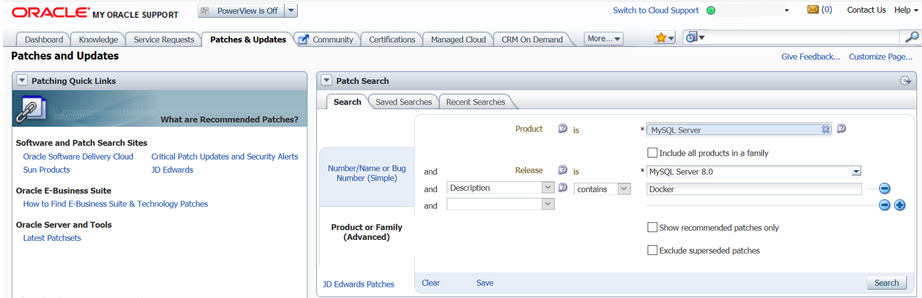 ORACLE MY ORACLE SUPPORT PowerView is Off Switch to Cloud Support (0) Contact Us Help
Dashboard Knowledge Service Requests Patches & Updates Community Certifications Managed Cloud CRM On Demand More...
Patches and Updates Give Feedback... Customize Page...
Patching Quick Links
What are Recommended Patches?
Software and Patch Search Sites
Oracle Software Delivery Cloud Critical Patch Updates and Security Alerts
Sun Products JD Edwards
Oracle E-Business Suite
How to Find E-Business Suite & Technology Patches
Oracle Server and Tools
Latest Patchsets
Patch Search
Search Saved Searches Recent Searches
Number/Name or Bug
Number (Simple)
Product or Family
(Advanced)
JD Edwards Patches
Product is * MySQL Server
Include all products in a family
and Release is * MySQL Server 8.0
and Description contains Docker
and
Show recommended patches only
Exclude superseded patches
Clear Save Search